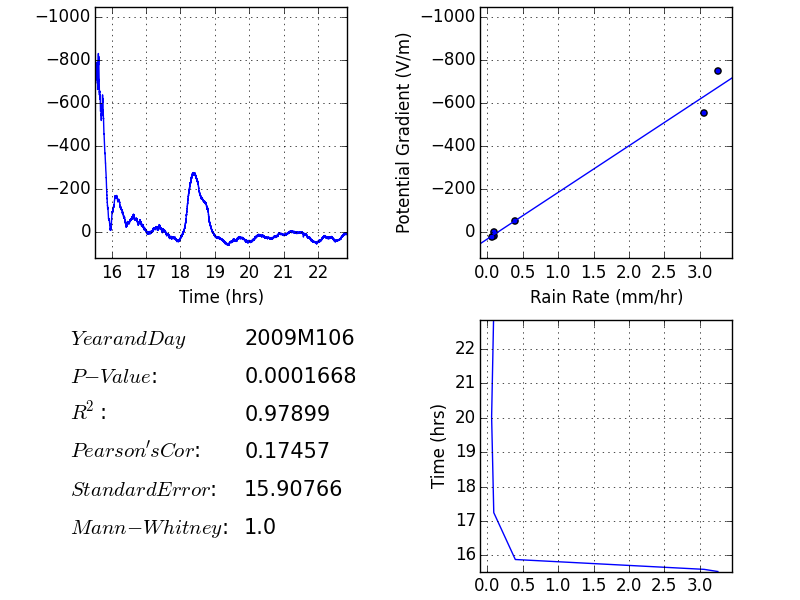 −1000
−800
−600
−400
−200
0
16 17 18 19 20 21 22
Time (hrs)
Potential Gradient (V/m)
−1000
−800
−600
−400
−200
0
0.0 0.5 1.0 1.5 2.0 2.5 3.0
Rain Rate (mm/hr)
YearandDay 2009M106
P−Value: 0.0001668
R²: 0.97899
Pearson'sCor: 0.17457
StandardError: 15.90766
Mann−Whitney: 1.0
Time (hrs)
22
21
20
19
18
17
16
0.0 0.5 1.0 1.5 2.0 2.5 3.0